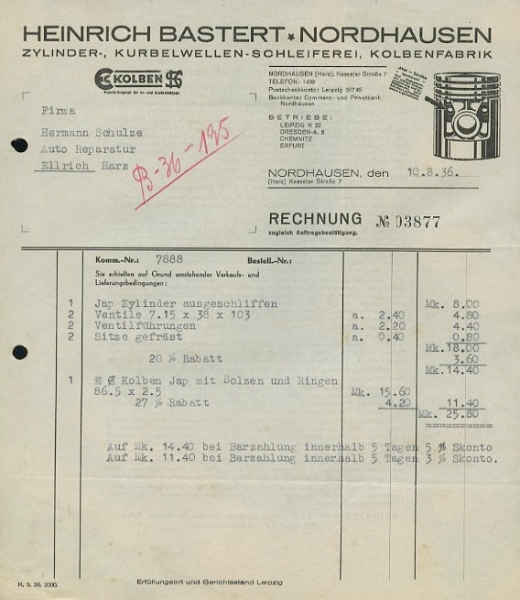 HEINRICH BASTERT ★ NORDHAUSEN
ZYLINDER-, KURBELWELLEN-SCHLEIFEREI, KOLBENFABRIK
KOLBEN
NORDHAUSEN (Harz), Kasseler Straße 7
TELEFON: 1409
Postscheckkonto: Leipzig 56745
Bankkonto: Commerz- und Privatbank
Nordhausen
BETRIEBE:
LEIPZIG N 22
DRESDEN-A. 5
CHEMNITZ
ERFURT
Firma
Hermann Schulze
Auto Reparatur
Ellrich Harz
B-36-195
NORDHAUSEN, den 10.8.36.
(Harz) Kasseler Straße 7
RECHNUNG № 03877
zugleich Auftragsbestätigung.
Komm.-Nr.: 7888 Bestell.-Nr.:
Sie erhielten auf Grund umstehender Verkaufs- und
Lieferungsbedingungen:
1 Jap Zylinder ausgeschliffen Mk. 8.00
2 Ventile 7.15 x 38 x 103 a. 2.40 4.80
2 Ventilführungen a. 2.20 4.40
2 Sitze gefräst a. 0.40 0.80
Mk. 18.00
20 % Rabatt 3.60
Mk. 14.40
1 Kolben Jap mit Bolzen und Ringen
86.5 x 2.5 Mk. 15.60
27 % Rabatt 4.20 11.40
Mk. 25.80
Auf Mk. 14.40 bei Barzahlung innerhalb 5 Tagen 5 % Skonto
Auf Mk. 11.40 bei Barzahlung innerhalb 5 Tagen 3 % Skonto.
H. 3. 36. 2000.
Erfüllungsort und Gerichtsstand Leipzig